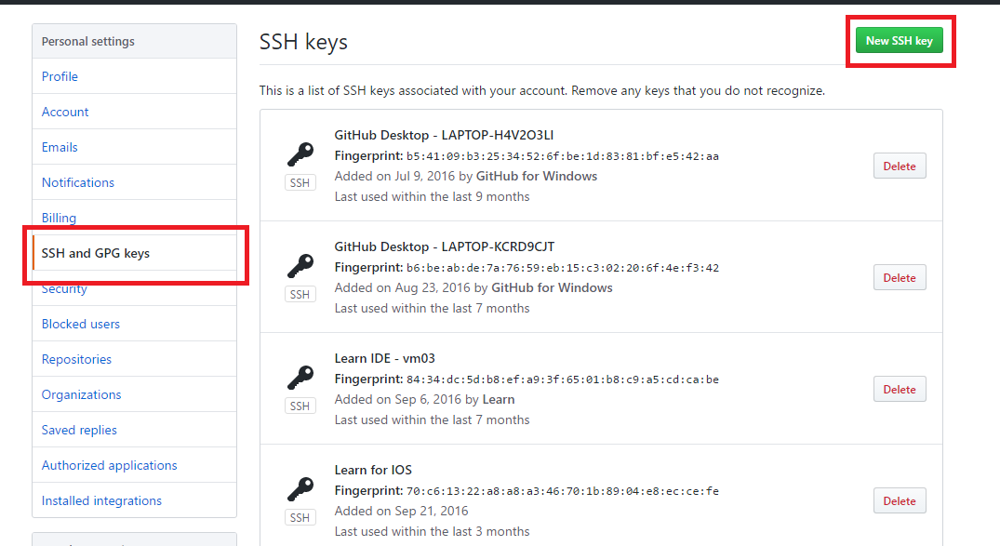 Personal settings
Profile
Account
Emails
Notifications
Billing
SSH and GPG keys
Security
Blocked users
Repositories
Organizations
Saved replies
Authorized applications
Installed integrations
SSH keys
New SSH key
This is a list of SSH keys associated with your account. Remove any keys that you do not recognize.
GitHub Desktop - LAPTOP-H4V2O3LI
Fingerprint: b5:41:09:b3:25:34:52:6f:be:1d:83:81:bf:e5:42:aa
Added on Jul 9, 2016 by GitHub for Windows
Last used within the last 9 months
SSH
Delete
GitHub Desktop - LAPTOP-KCRD9CJT
Fingerprint: b6:be:ab:de:7a:76:59:eb:15:c3:02:20:6f:4e:f3:42
Added on Aug 23, 2016 by GitHub for Windows
Last used within the last 7 months
SSH
Delete
Learn IDE - vm03
Fingerprint: 84:34:dc:5d:b8:ef:a9:3f:65:01:b8:c9:a5:cd:ca:be
Added on Sep 6, 2016 by Learn
Last used within the last 7 months
SSH
Delete
Learn for IOS
Fingerprint: 70:c6:13:22:a8:a8:a3:46:70:1b:89:04:e8:ec:ce:fe
Added on Sep 21, 2016
Last used within the last 3 months
SSH
Delete